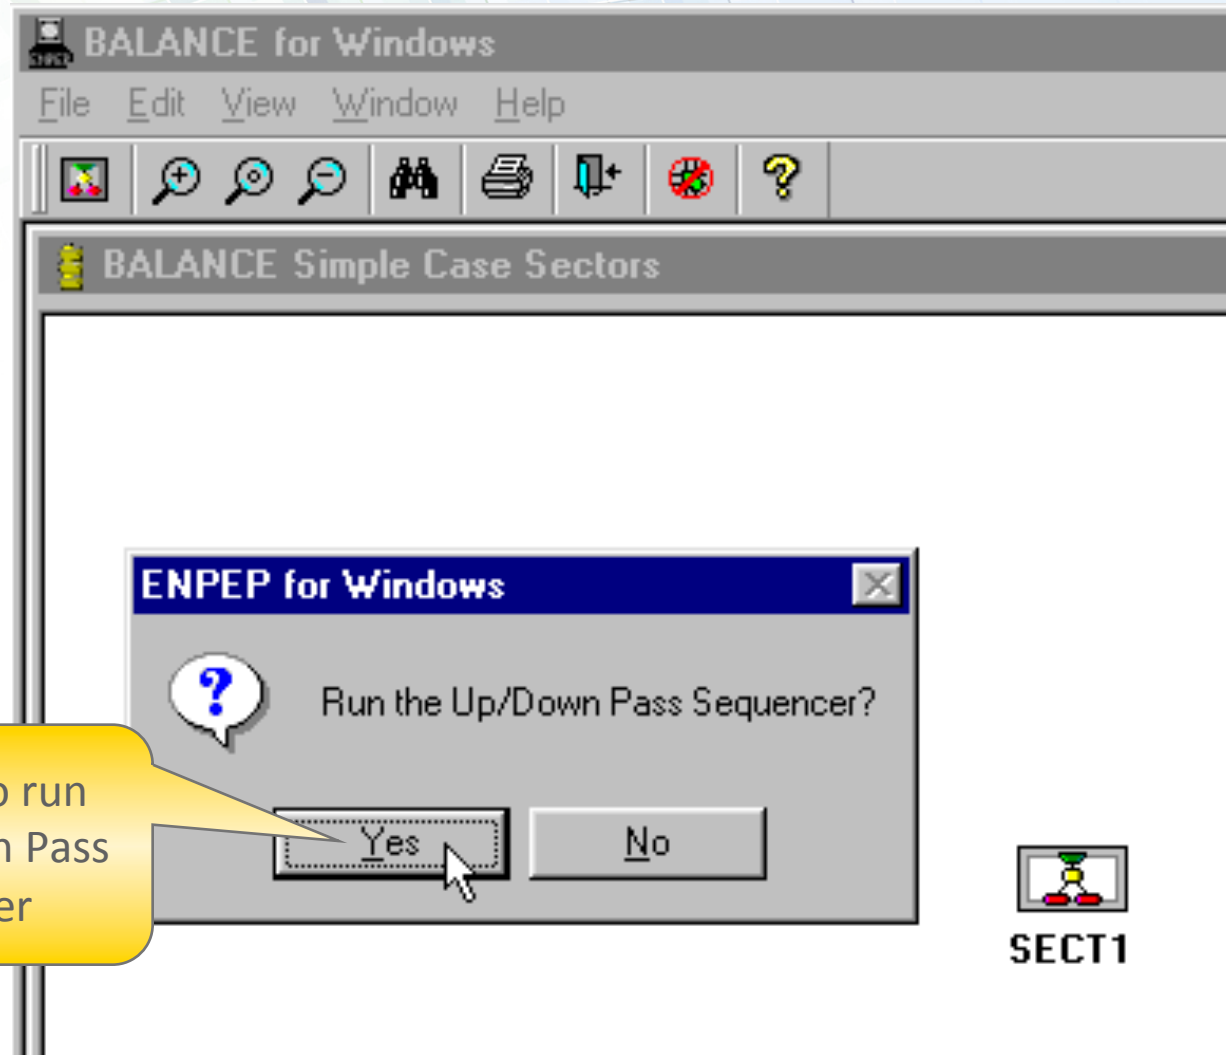 BALANCE for Windows
File Edit View Window Help
BALANCE Simple Case Sectors
ENPEP for Windows
Run the Up/Down Pass Sequencer?
Yes No
run
Pass
SECT1